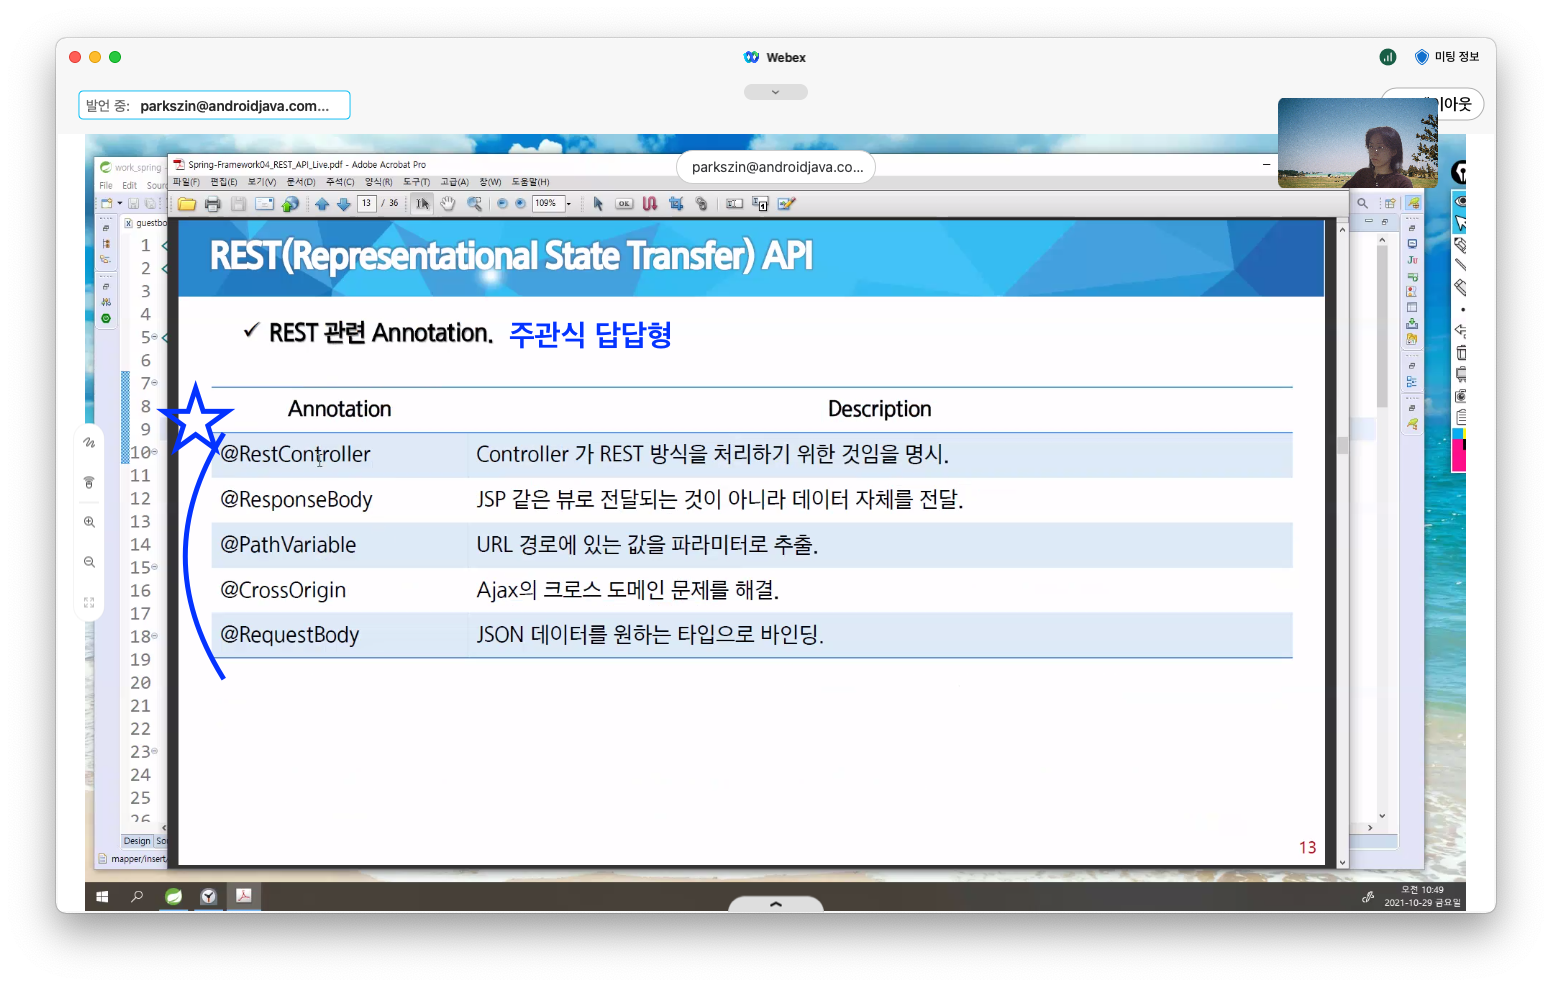 Webex
미팅 정보
발언 중: parkszin@androidjava.com...
이아웃
work_spring -
Spring-Framework04_REST_API_Live.pdf - Adobe Acrobat Pro
parkszin@androidjava.co...
File Edit Sour
파일(F) 편집(E) 보기(V) 문서(D) 주석(C) 양식(R) 도구(T) 고급(A) 창(W) 도움말(H)
13 / 36
OK
109%
guestbo
REST(Representational State Transfer) API
✓ REST 관련 Annotation. 주관식 답답형
Annotation Description
@RestController Controller 가 REST 방식을 처리하기 위한 것임을 명시.
@ResponseBody JSP 같은 뷰로 전달되는 것이 아니라 데이터 자체를 전달.
@PathVariable URL 경로에 있는 값을 파라미터로 추출.
@CrossOrigin Ajax의 크로스 도메인 문제를 해결.
@RequestBody JSON 데이터를 원하는 타입으로 바인딩.
1
2
3
4
5
6
7
8
9
10
11
12
13
14
15
16
17
18
19
20
21
22
23
24
25
26
Ju
Design So
mapper/insert
13
오전 10:49
2021-10-29 금요일